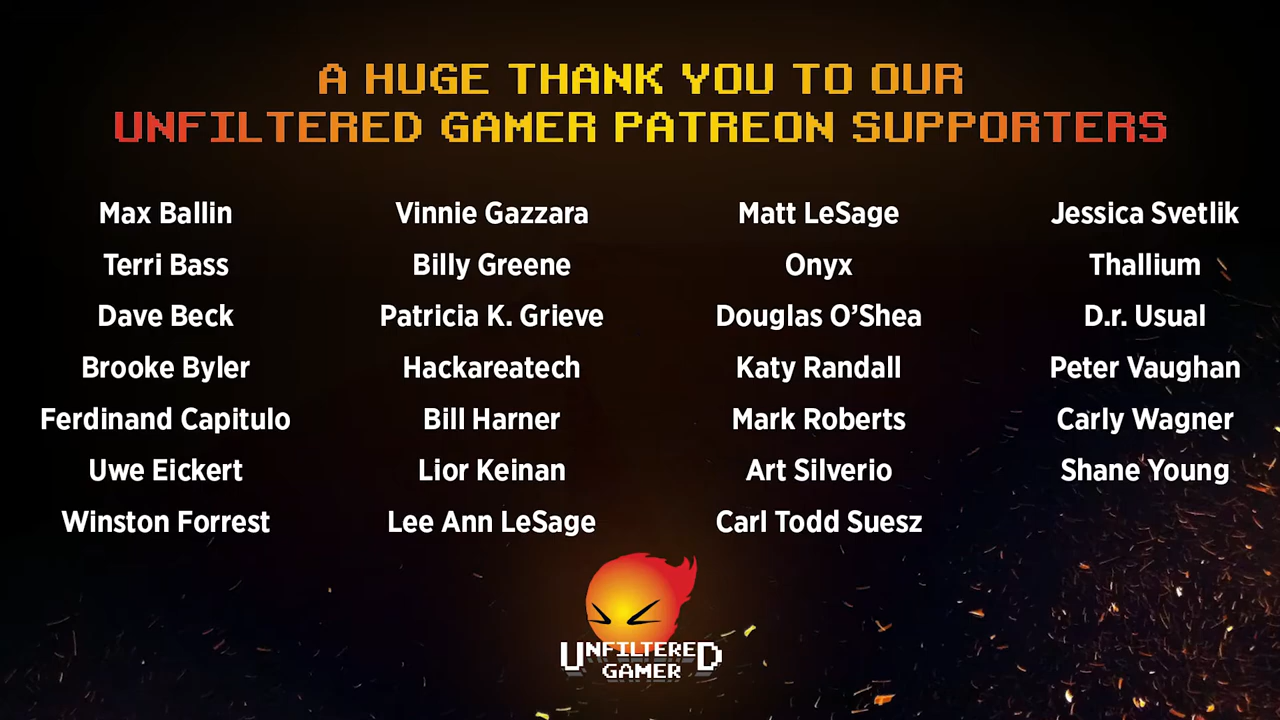 A HUGE THANK YOU TO OUR
UNFILTERED GAMER PATREON SUPPORTERS
Max Ballin
Terri Bass
Dave Beck
Brooke Byler
Ferdinand Capitulo
Uwe Eickert
Winston Forrest
Vinnie Gazzara
Billy Greene
Patricia K. Grieve
Hackareatech
Bill Harner
Lior Keinan
Lee Ann LeSage
Matt LeSage
Onyx
Douglas O’Shea
Katy Randall
Mark Roberts
Art Silverio
Carl Todd Suesz
Jessica Svetlik
Thallium
D.r. Usual
Peter Vaughan
Carly Wagner
Shane Young
UNFILTERED
GAMER